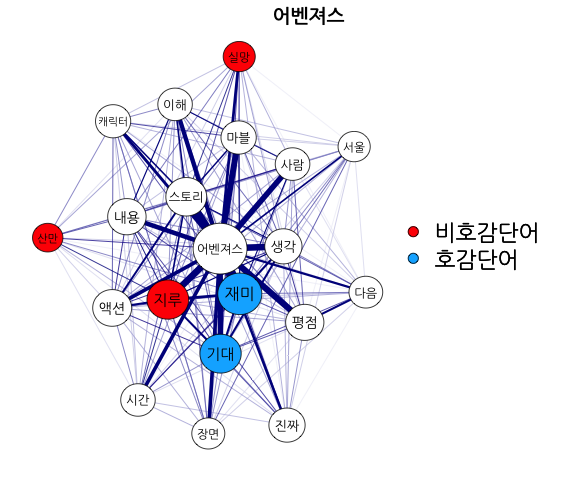 어벤져스
실망
이해
캐릭터
마블
서울
사람
스토리
내용
산만
어벤져스
생각
비호감단어
호감단어
지루
재미
다음
액션
평점
기대
시간
진짜
장면